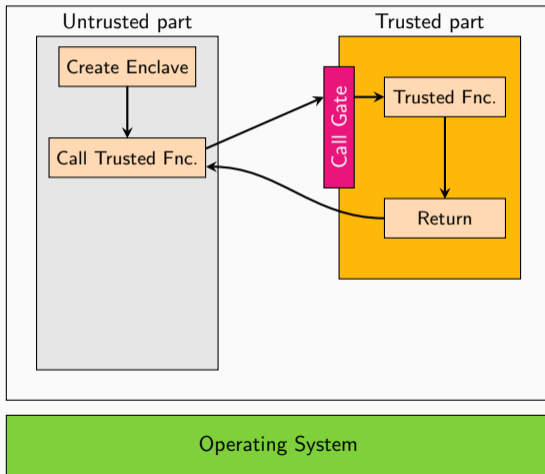 Untrusted part
Trusted part
Create Enclave
Call Trusted Fnc.
Call Gate
Trusted Fnc.
Return
Operating System